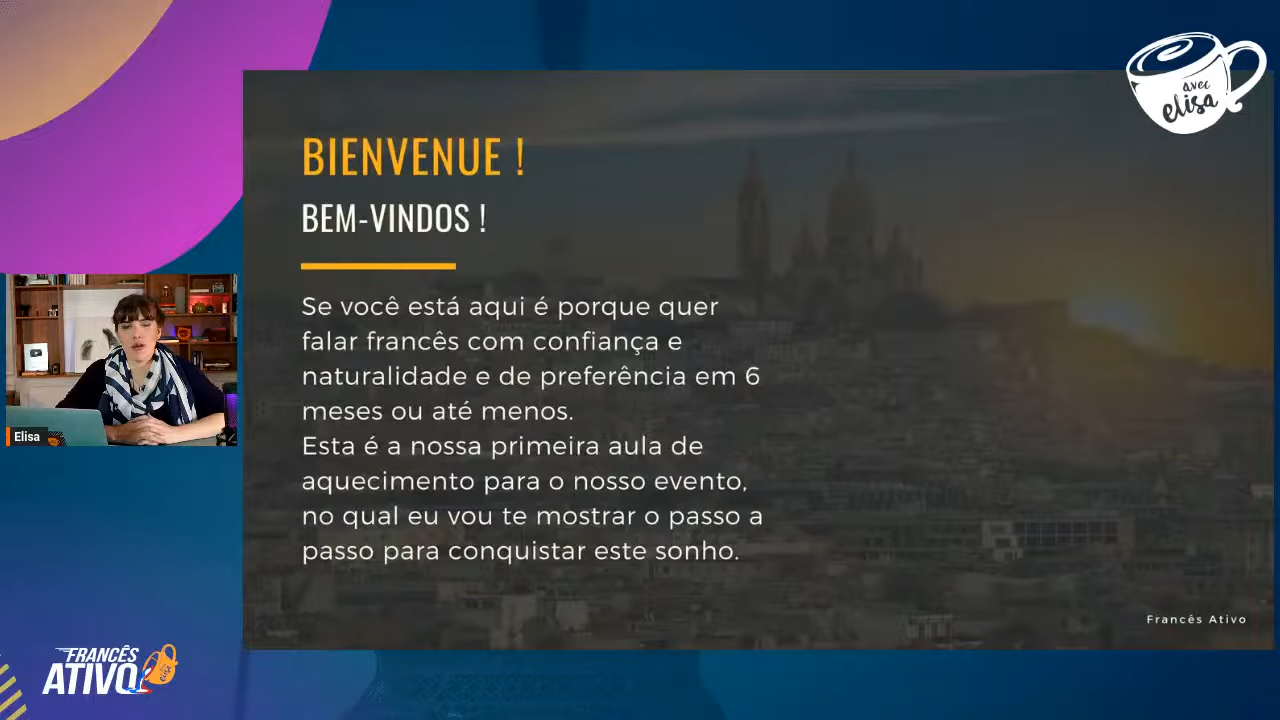 avec
elisa
BIENVENUE !
BEM-VINDOS !
Se você está aqui é porque quer
falar francês com confiança e
naturalidade e de preferência em 6
meses ou até menos.
Esta é a nossa primeira aula de
aquecimento para o nosso evento,
no qual eu vou te mostrar o passo a
passo para conquistar este sonho.
Elisa
Francês Ativo
FRANCÊS
ATIVO